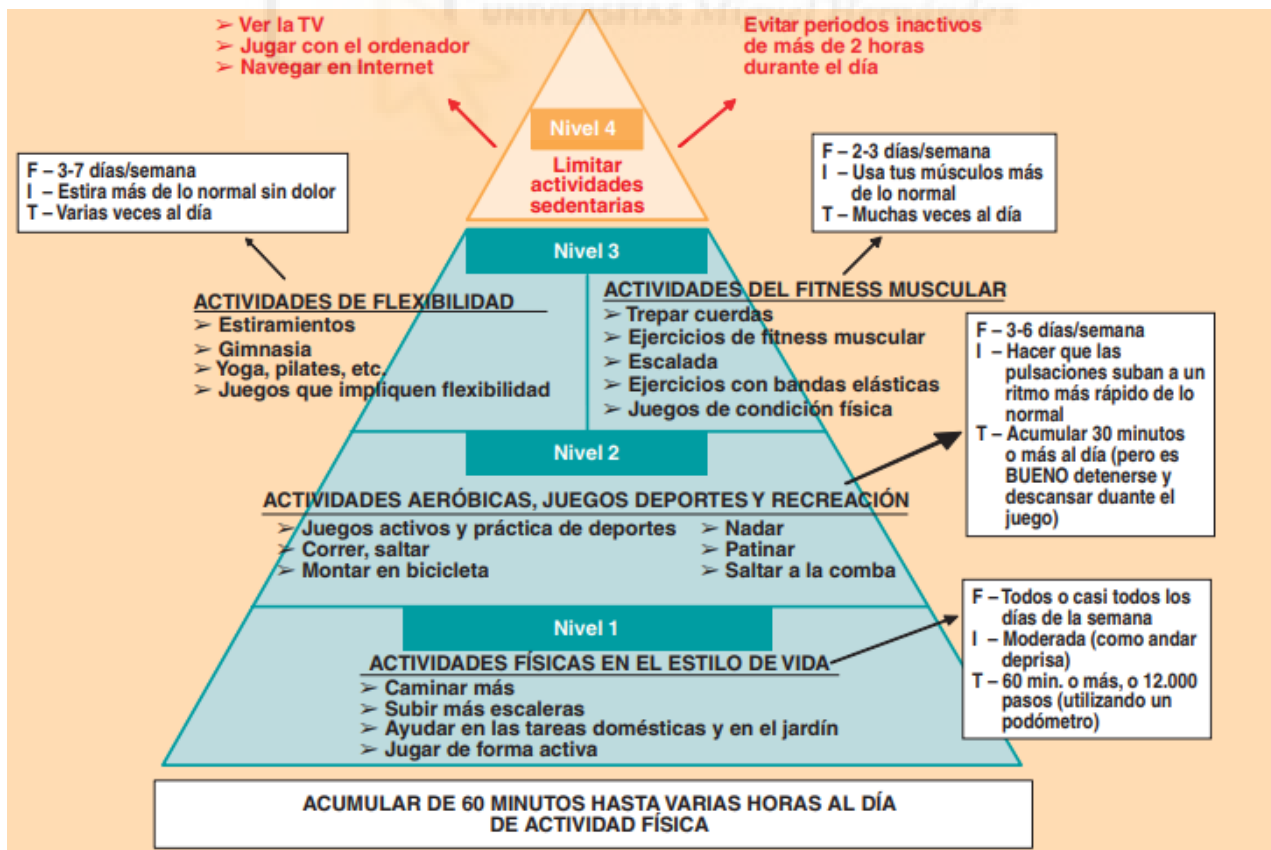 UNIVERSITAS Miguel Hernández
➢ Ver la TV
➢ Jugar con el ordenador
➢ Navegar en Internet
Evitar periodos inactivos
de más de 2 horas
durante el día
Nivel 4
Limitar
actividades
sedentarias
F – 3-7 días/semana
I – Estira más de lo normal sin dolor
T – Varias veces al día
F – 2-3 días/semana
I – Usa tus músculos más
de lo normal
T – Muchas veces al día
Nivel 3
ACTIVIDADES DE FLEXIBILIDAD
➢ Estiramientos
➢ Gimnasia
➢ Yoga, pilates, etc.
➢ Juegos que impliquen flexibilidad
ACTIVIDADES DEL FITNESS MUSCULAR
➢ Trepar cuerdas
➢ Ejercicios de fitness muscular
➢ Escalada
➢ Ejercicios con bandas elásticas
➢ Juegos de condición física
F – 3-6 días/semana
I – Hacer que las
pulsaciones suban a un
ritmo más rápido de lo
normal
T – Acumular 30 minutos
o más al día (pero es
BUENO detenerse y
descansar duante el
juego)
Nivel 2
ACTIVIDADES AERÓBICAS, JUEGOS DEPORTES Y RECREACIÓN
➢ Juegos activos y práctica de deportes
➢ Correr, saltar
➢ Montar en bicicleta
➢ Nadar
➢ Patinar
➢ Saltar a la comba
F – Todos o casi todos los
días de la semana
I – Moderada (como andar
deprisa)
T – 60 min. o más, o 12.000
pasos (utilizando un
podómetro)
Nivel 1
ACTIVIDADES FÍSICAS EN EL ESTILO DE VIDA
➢ Caminar más
➢ Subir más escaleras
➢ Ayudar en las tareas domésticas y en el jardín
➢ Jugar de forma activa
ACUMULAR DE 60 MINUTOS HASTA VARIAS HORAS AL DÍA
DE ACTIVIDAD FÍSICA